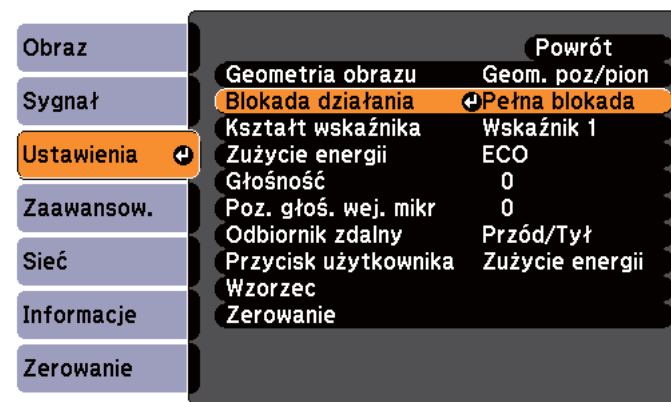 Obraz
Sygnał
Ustawienia
Zaawansow.
Sieć
Informacje
Zerowanie
Powrót
Geometria obrazu Geom. poz/pion
Blokada działania Pełna blokada
Kształt wskaźnika Wskaźnik 1
Zużycie energii ECO
Głośność 0
Poz. głoś. wej. mikr 0
Odbiornik zdalny Przód/Tył
Przycisk użytkownika Zużycie energii
Wzorzec
Zerowanie